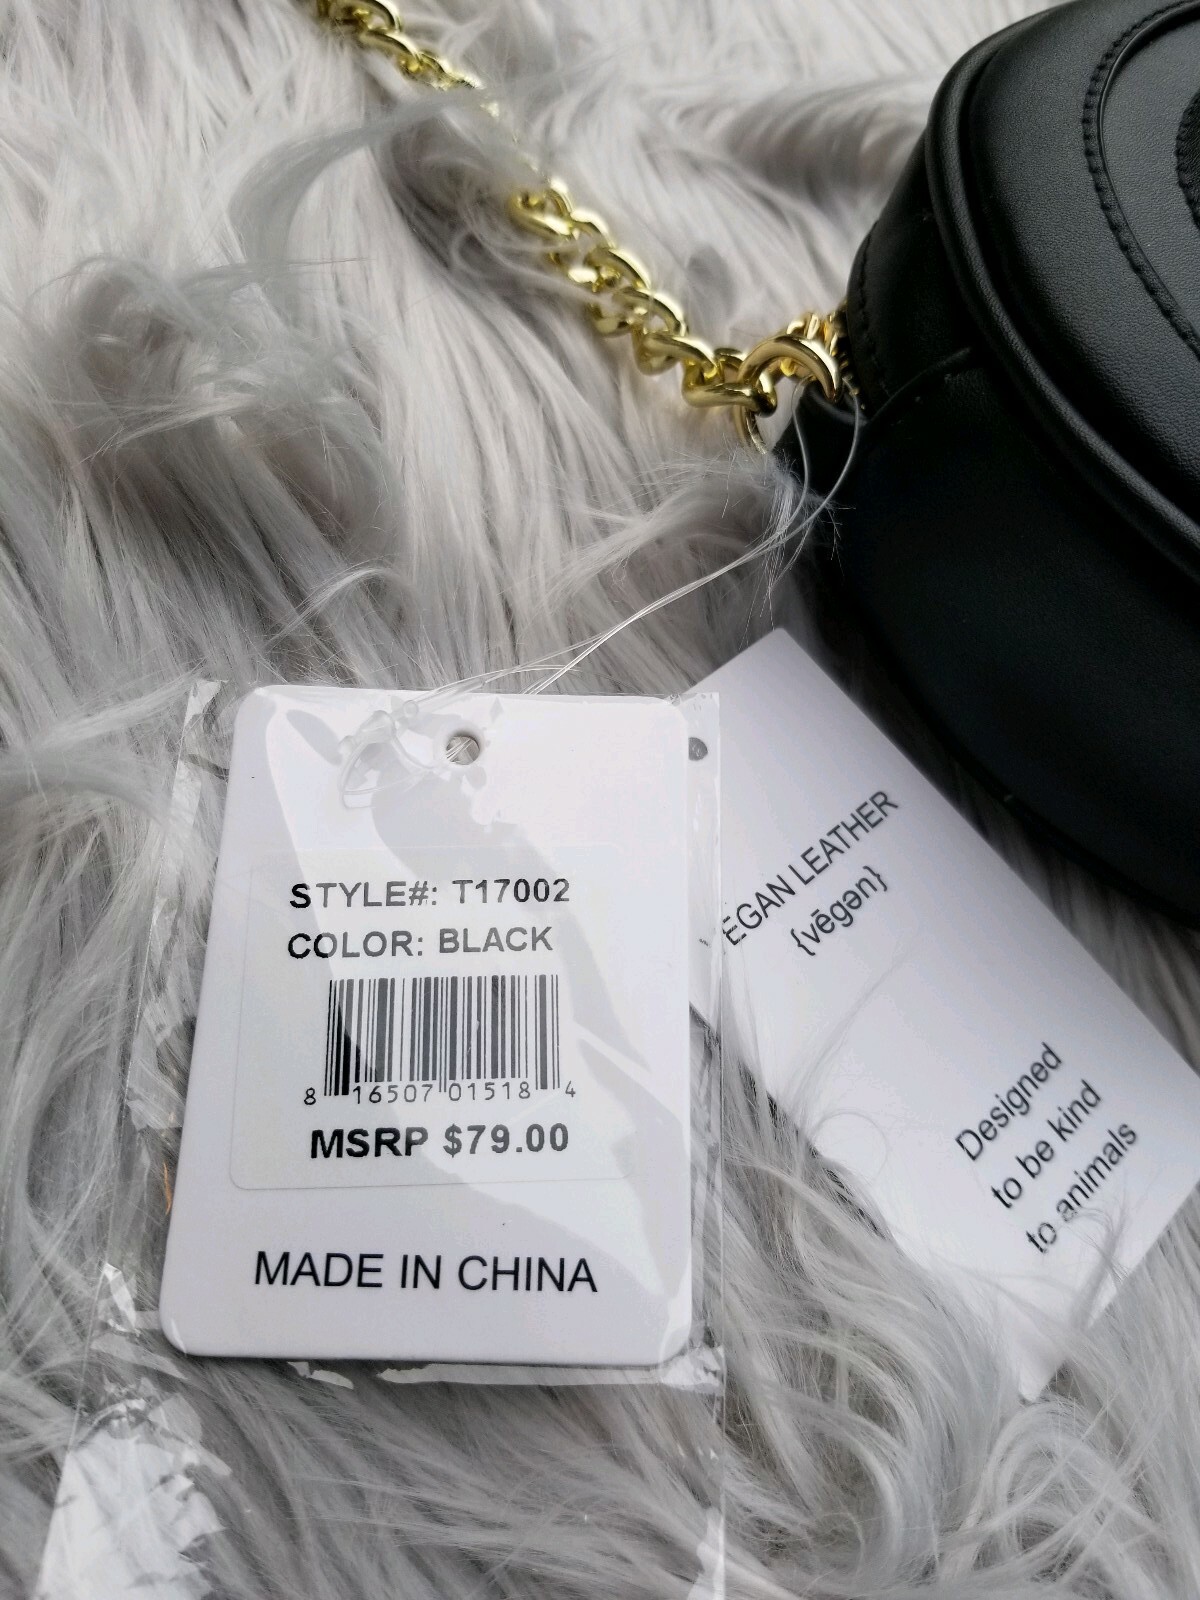 STYLE#: T17002
COLOR: BLACK
8 16507 01518 4
MSRP $79.00
MADE IN CHINA
EGAN LEATHER
{vēgən}
Designed
to be kind
to animals